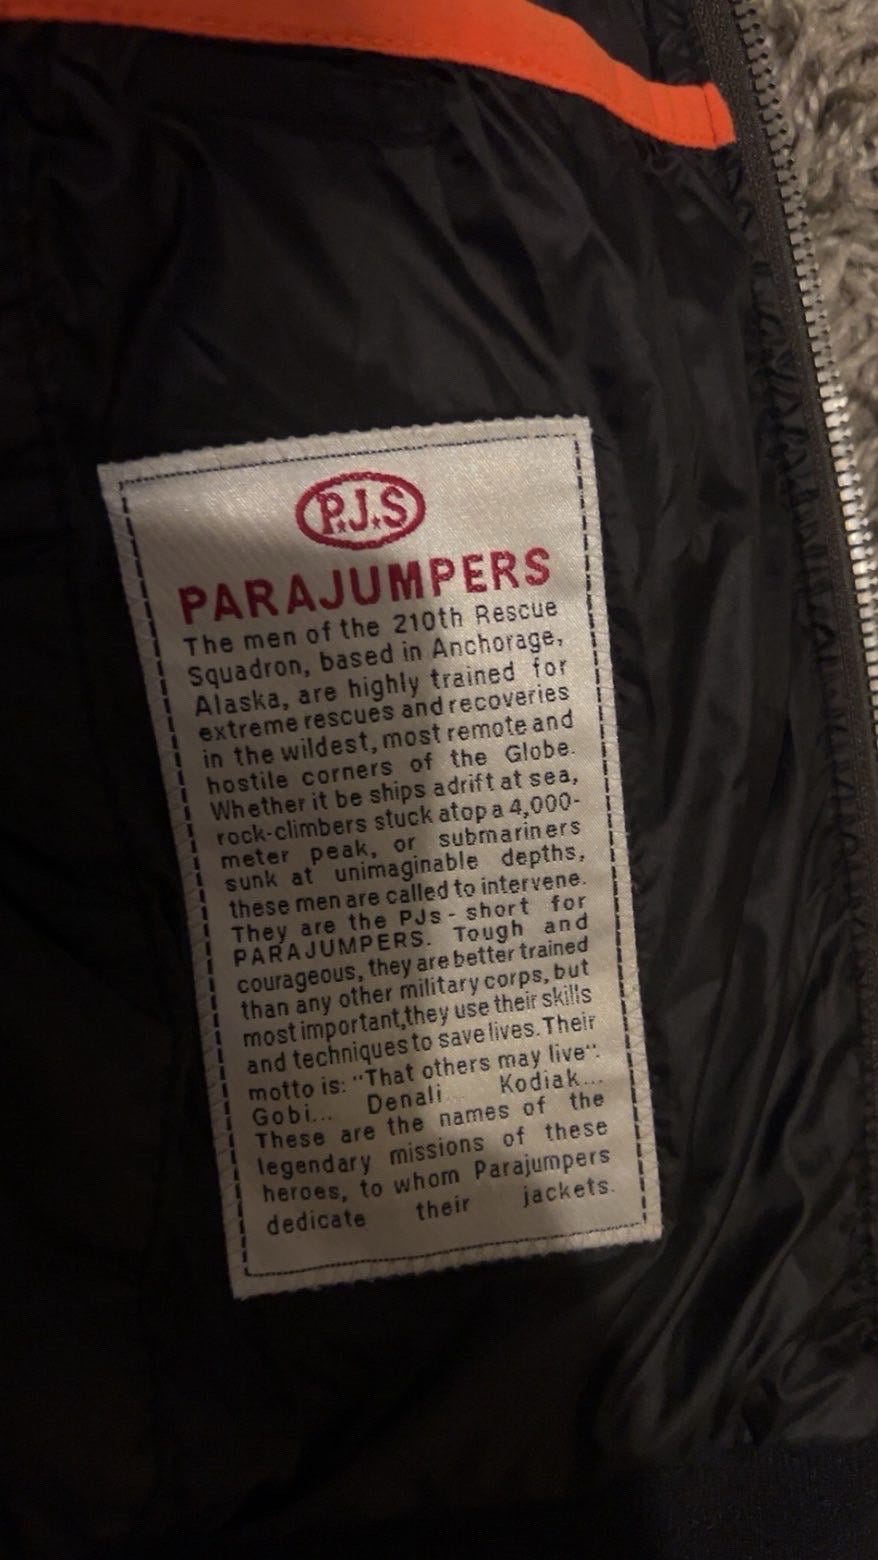 P.J.S
PARAJUMPERS
The men of the 210th Rescue
Squadron, based in Anchorage,
Alaska, are highly trained for
extreme rescues and recoveries
in the wildest, most remote and
hostile corners of the Globe.
Whether it be ships adrift at sea,
rock-climbers stuck atop a 4,000-
meter peak, or submariners
sunk at unimaginable depths,
these men are called to intervene.
They are the PJs - short for
PARAJUMPERS. Tough and
courageous, they are better trained
than any other military corps, but
most important,they use their skills
and techniques to save lives. Their
motto is: "That others may live".
Gobi... Denali... Kodiak...
These are the names of the
legendary missions of these
heroes, to whom Parajumpers
dedicate their jackets.